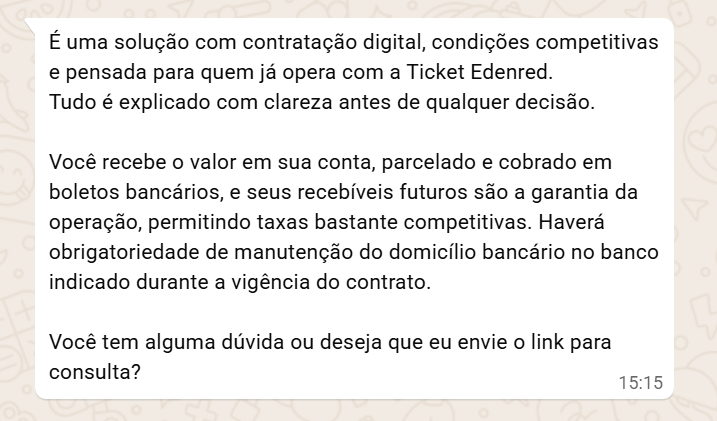 É uma solução com contratação digital, condições competitivas
e pensada para quem já opera com a Ticket Edenred.
Tudo é explicado com clareza antes de qualquer decisão.
Você recebe o valor em sua conta, parcelado e cobrado em
boletos bancários, e seus recebíveis futuros são a garantia da
operação, permitindo taxas bastante competitivas. Haverá
obrigatoriedade de manutenção do domicílio bancário no banco
indicado durante a vigência do contrato.
Você tem alguma dúvida ou deseja que eu envie o link para
consulta?
15:15